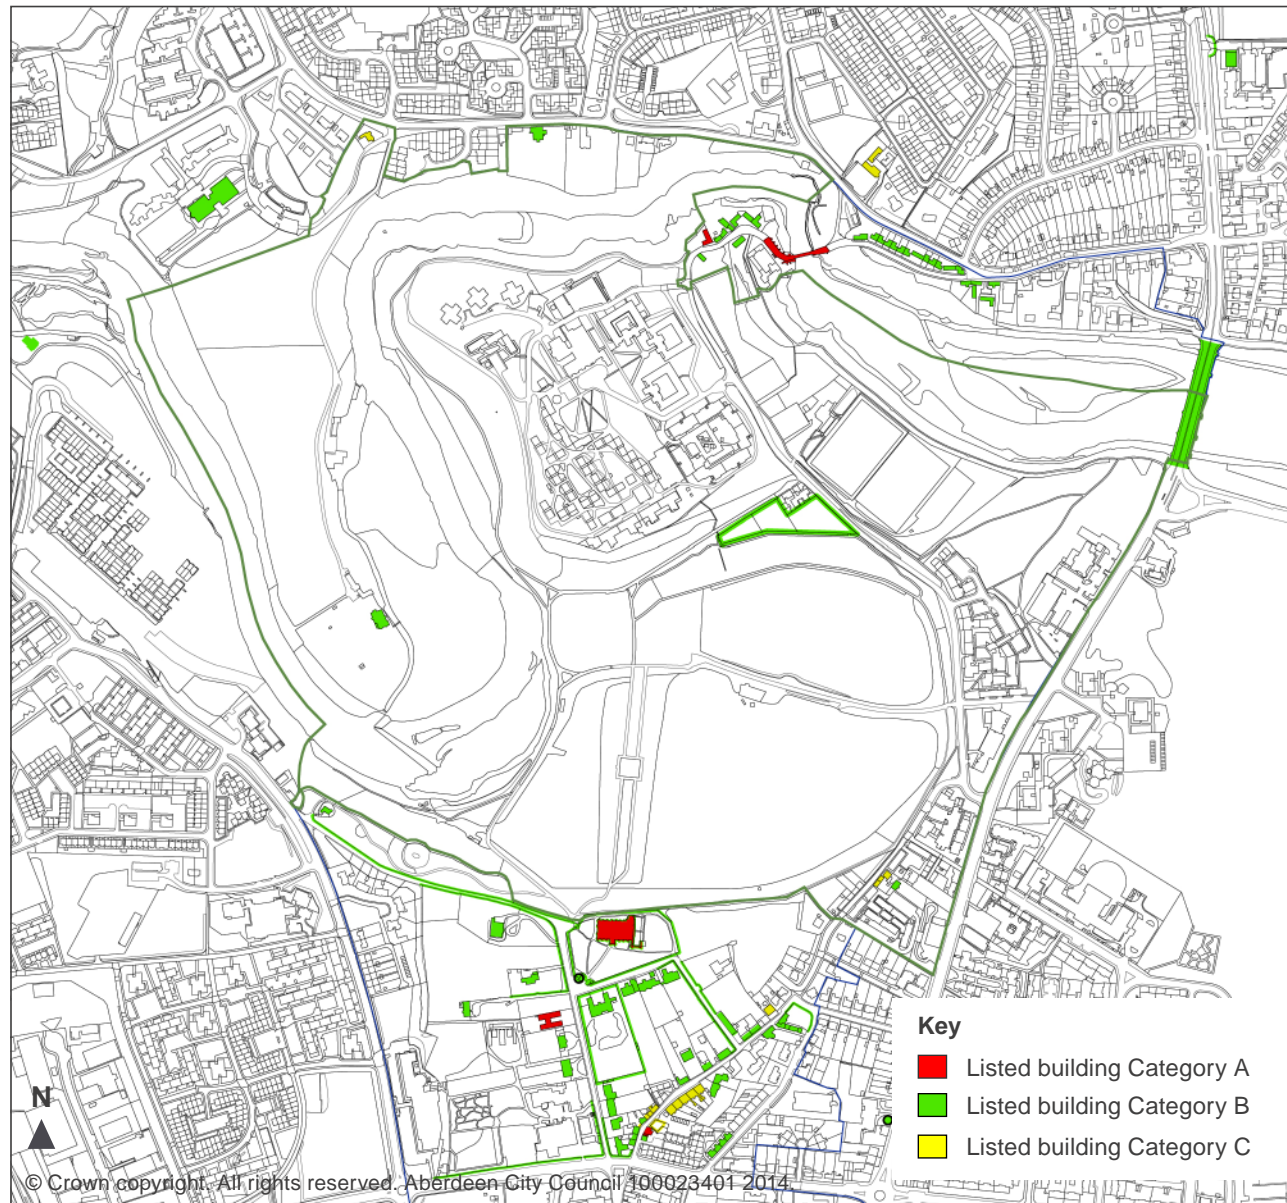 Key
Listed building Category A
Listed building Category B
Listed building Category C
N
© Crown copyright. All rights reserved. Aberdeen City Council 100023401 2014.